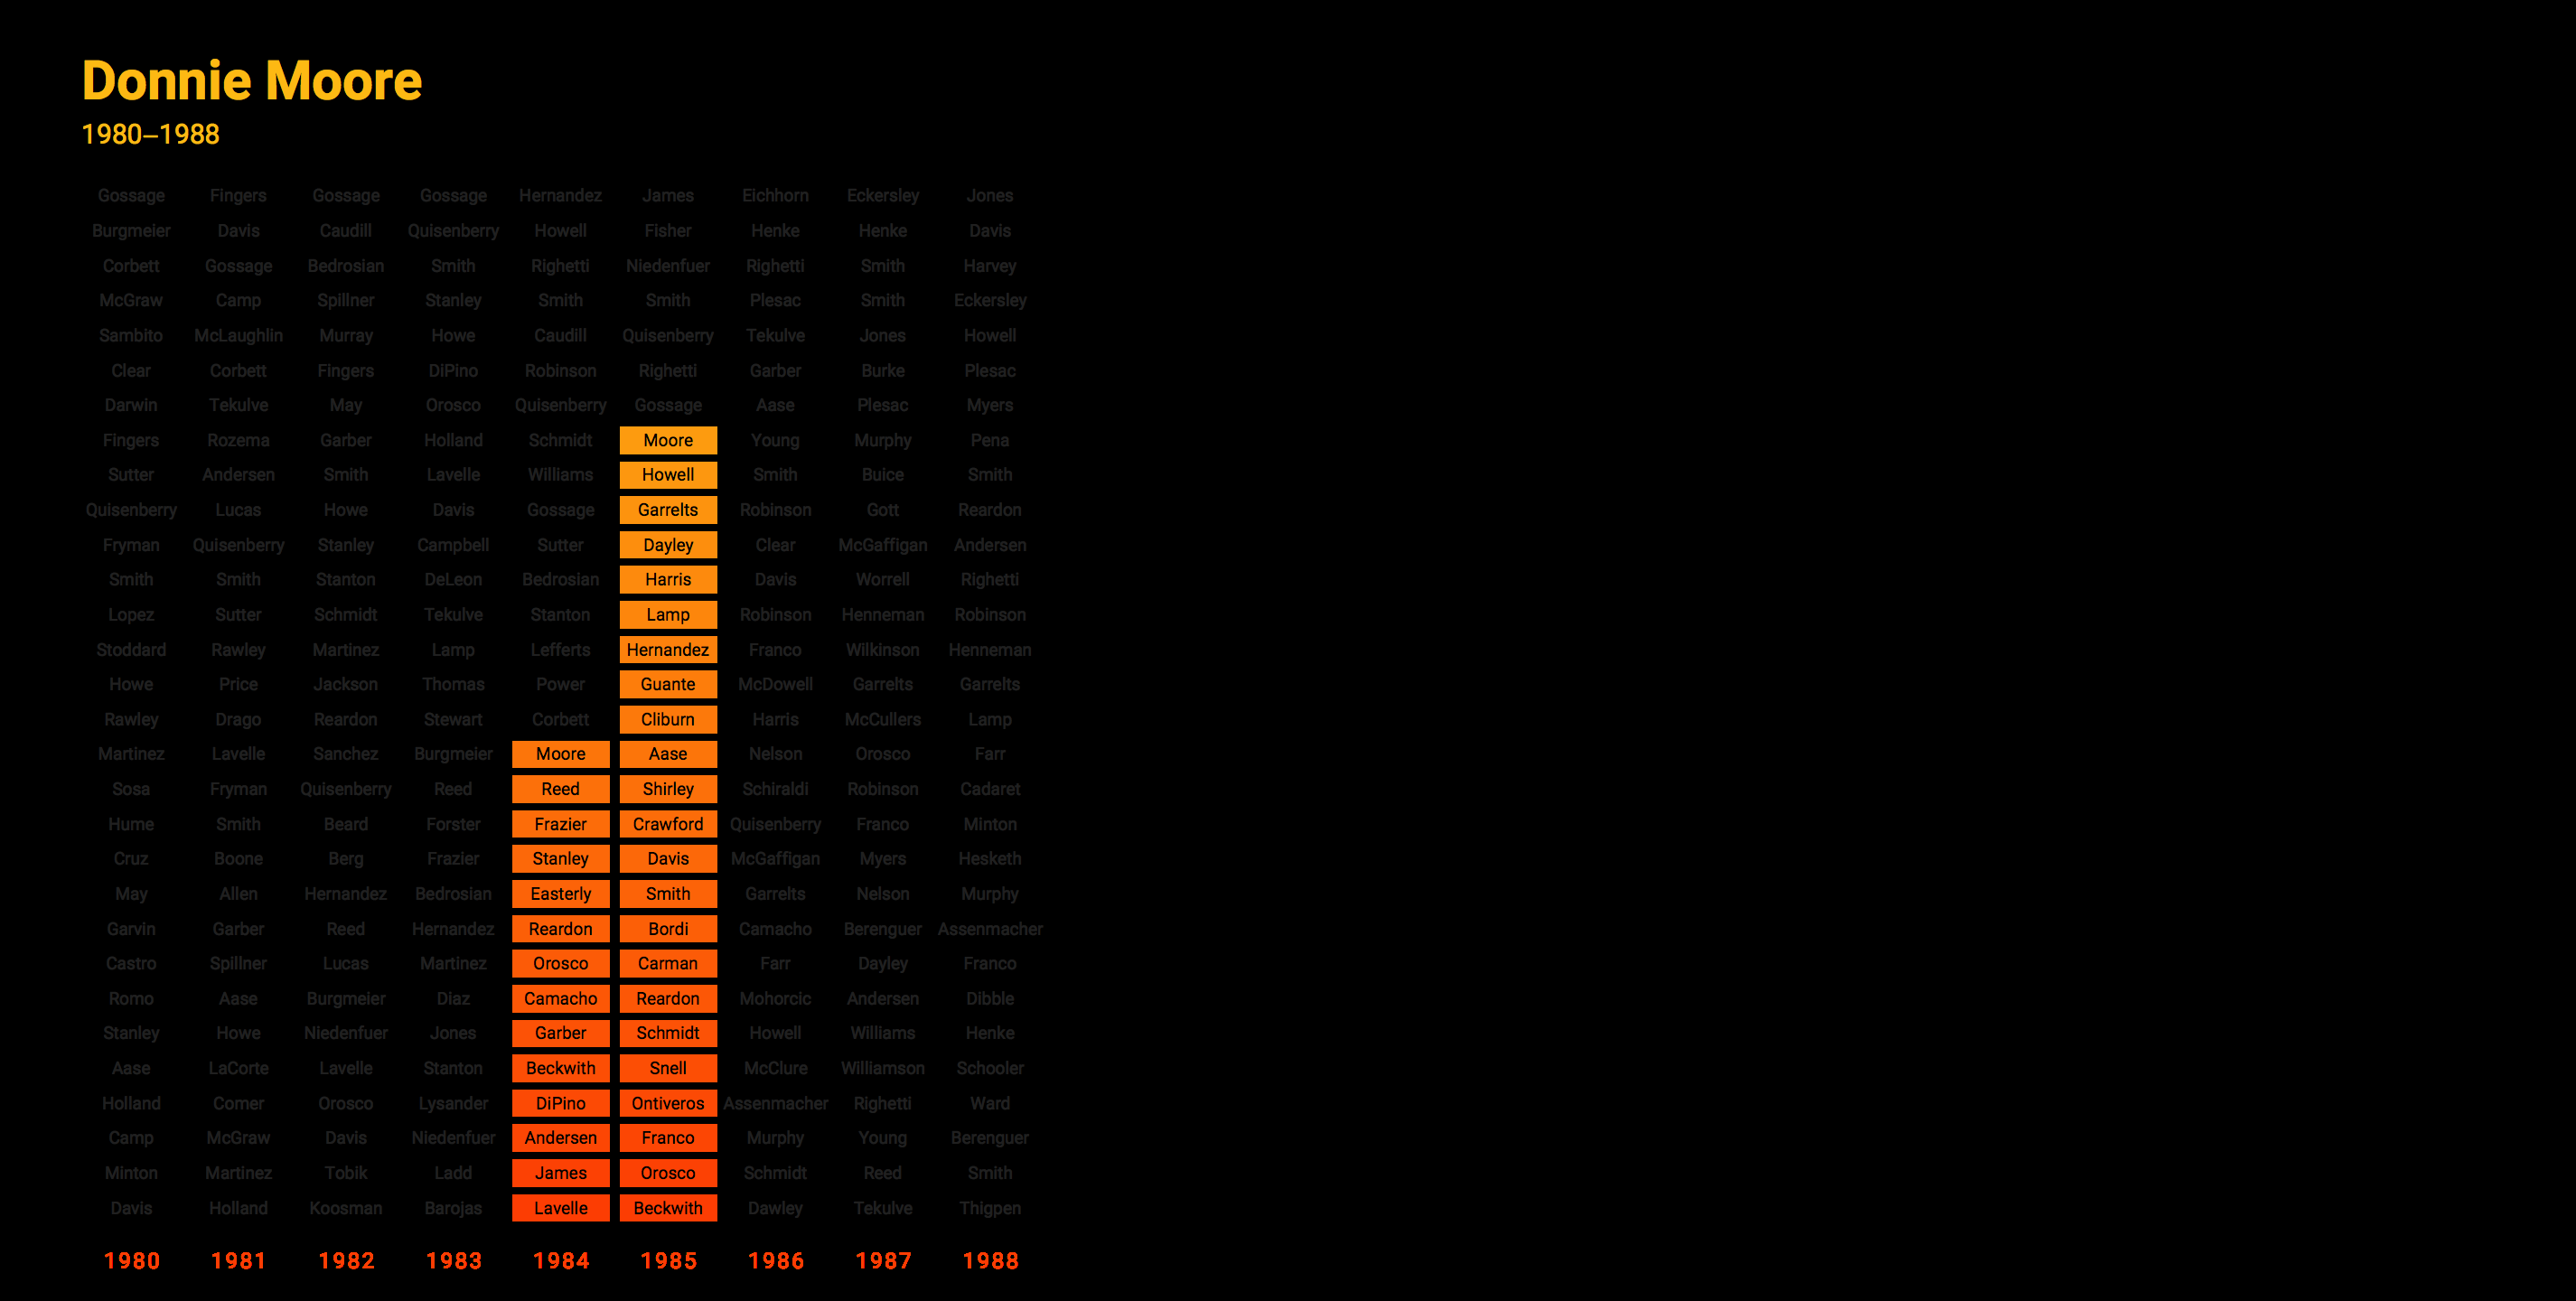 Donnie Moore
1980–1988
Gossage Fingers Gossage Gossage Hernandez James Eichhorn Eckersley Jones
Burgmeier Davis Caudill Quisenberry Howell Fisher Henke Henke Davis
Corbett Gossage Bedrosian Smith Righetti Niedenfuer Righetti Smith Harvey
McGraw Camp Spillner Stanley Smith Smith Plesac Smith Eckersley
Sambito McLaughlin Murray Howe Caudill Quisenberry Tekulve Jones Howell
Clear Corbett Fingers DiPino Robinson Righetti Garber Burke Plesac
Darwin Tekulve May Orosco Quisenberry Gossage Aase Plesac Myers
Fingers Rozema Garber Holland Schmidt Moore Young Murphy Pena
Sutter Andersen Smith Lavelle Williams Howell Smith Buice Smith
Quisenberry Lucas Howe Davis Gossage Garrelts Robinson Gott Reardon
Fryman Quisenberry Stanley Campbell Sutter Dayley Clear McGaffigan Andersen
Smith Smith Stanton DeLeon Bedrosian Harris Davis Worrell Righetti
Lopez Sutter Schmidt Tekulve Stanton Lamp Robinson Henneman Robinson
Stoddard Rawley Martinez Lamp Lefferts Hernandez Franco Wilkinson Henneman
Howe Price Jackson Thomas Power Guante McDowell Garrelts Garrelts
Rawley Drago Reardon Stewart Corbett Cliburn Harris McCullers Lamp
Martinez Lavelle Sanchez Burgmeier Moore Aase Nelson Orosco Farr
Sosa Fryman Quisenberry Reed Reed Shirley Schiraldi Robinson Cadaret
Hume Smith Beard Forster Frazier Crawford Quisenberry Franco Minton
Cruz Boone Berg Frazier Stanley Davis McGaffigan Myers Hesketh
May Allen Hernandez Bedrosian Easterly Smith Garrelts Nelson Murphy
Garvin Garber Reed Hernandez Reardon Bordi Camacho Berenguer Assenmacher
Castro Spillner Lucas Martinez Orosco Carman Farr Dayley Franco
Romo Aase Burgmeier Diaz Camacho Reardon Mohorcic Andersen Dibble
Stanley Howe Niedenfuer Jones Garber Schmidt Howell Williams Henke
Aase LaCorte Lavelle Stanton Beckwith Snell McClure Williamson Schooler
Holland Comer Orosco Lysander DiPino Ontiveros Assenmacher Righetti Ward
Camp McGraw Davis Niedenfuer Andersen Franco Murphy Young Berenguer
Minton Martinez Tobik Ladd James Orosco Schmidt Reed Smith
Davis Holland Koosman Barojas Lavelle Beckwith Dawley Tekulve Thigpen
1980 1981 1982 1983 1984 1985 1986 1987 1988